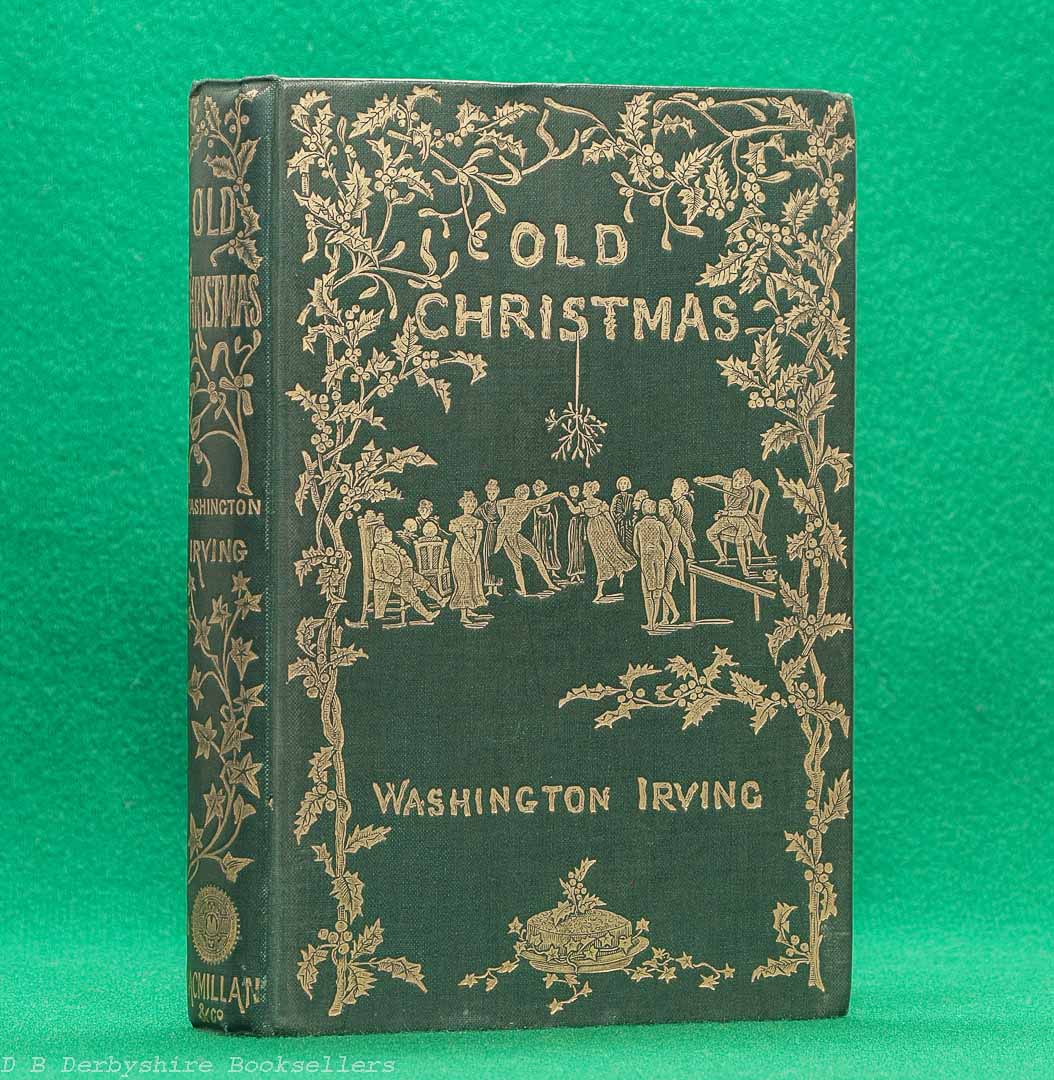 OLD
CHRISTMAS
WASHINGTON IRVING
OLD
CHRISTMAS
WASHINGTON
IRVING
M
MACMILLAN
& Co
D B Derbyshire Booksellers